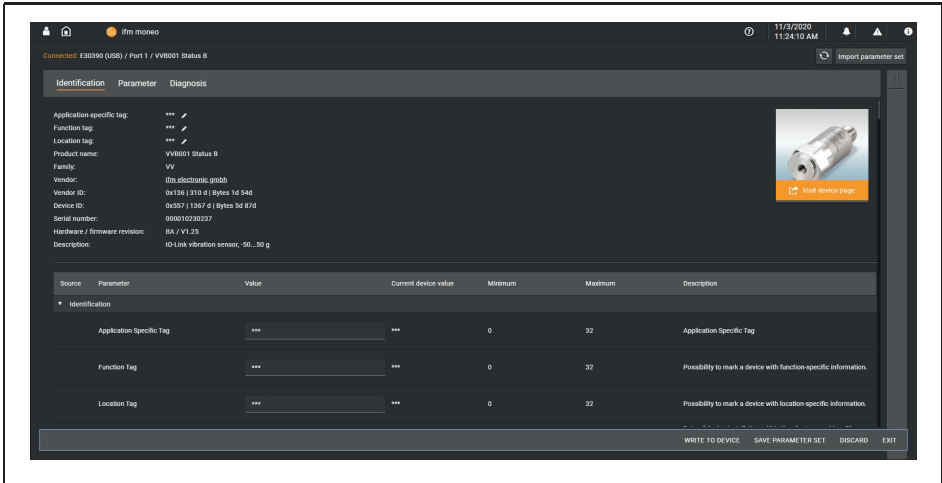 ifm moneo
11/3/2020
11:24:10 AM
Connected: E30390 (USB) / Port 1 / VVB001 Status B
Import parameter set
Identification Parameter Diagnosis
Application-specific tag: ***
Function tag: ***
Location tag: ***
Product name: VVB001 Status B
Family: VV
Vendor: ifm electronic gmbh
Vendor ID: 0x136 | 310 d | Bytes 1d 54d
Device ID: 0x557 | 1367 d | Bytes 5d 87d
Serial number: 000010230237
Hardware / firmware revision: BA / V1.25
Description: IO-Link vibration sensor, -50...50 g
Visit device page
Source Parameter Value Current device value Minimum Maximum Description
Identification
Application Specific Tag *** *** 0 32 Application Specific Tag
Function Tag *** *** 0 32 Possibility to mark a device with function-specific information.
Location Tag *** *** 0 32 Possibility to mark a device with location-specific information.
WRITE TO DEVICE SAVE PARAMETER SET DISCARD EXIT